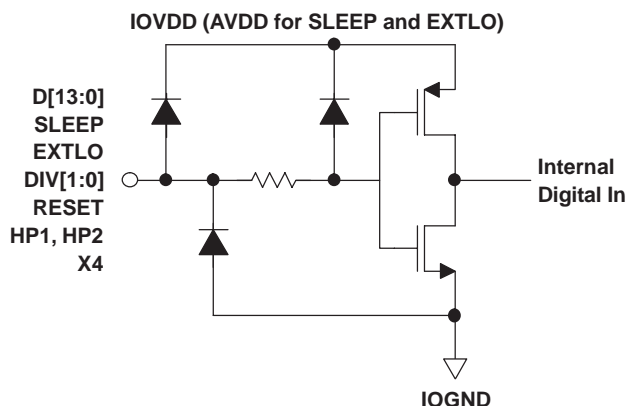 IOVDD (AVDD for SLEEP and EXTLO)
D[13:0]
SLEEP
EXTLO
DIV[1:0]
RESET
HP1, HP2
X4
Internal
Digital In
IOGND